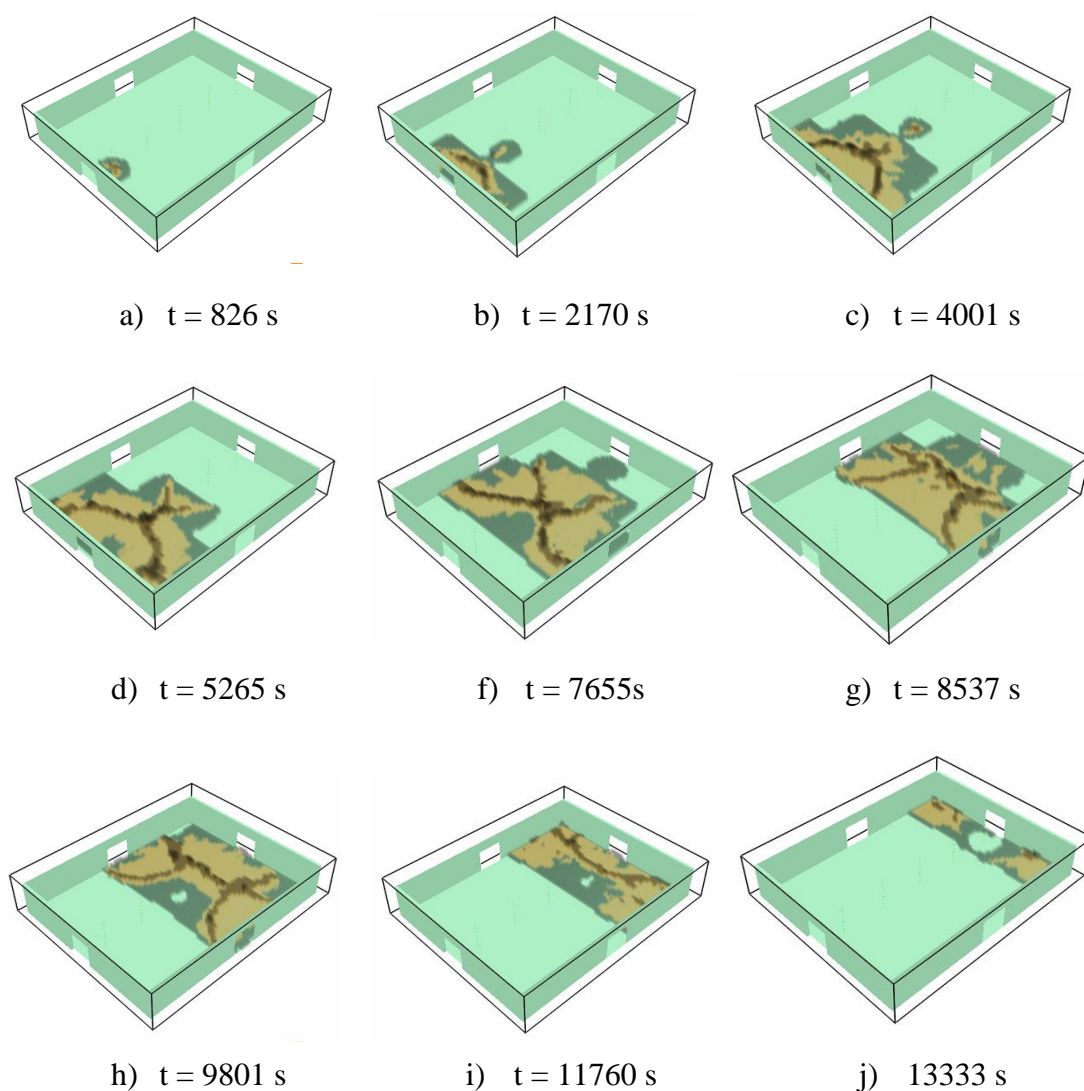 a) t = 826 s
b) t = 2170 s
c) t = 4001 s
d) t = 5265 s
f) t = 7655s
g) t = 8537 s
h) t = 9801 s
i) t = 11760 s
j) 13333 s